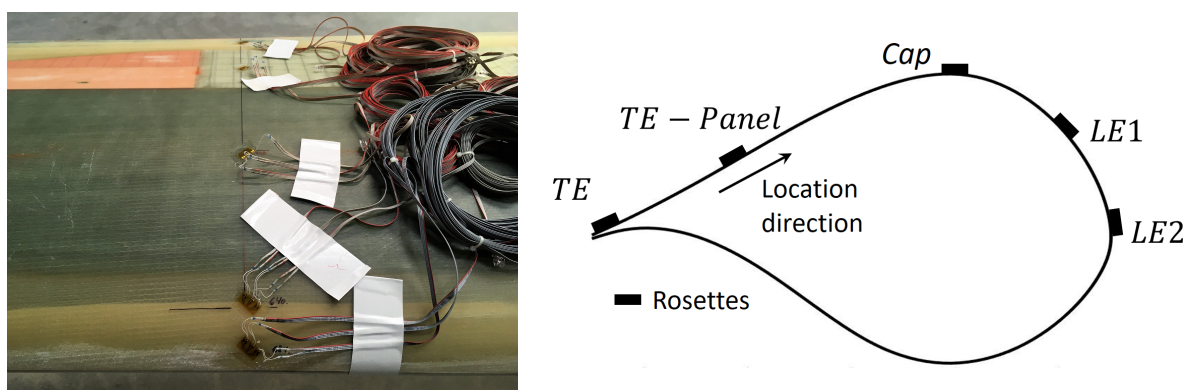 Cap
TE − Panel
LE1
TE
Location
direction
LE2
Rosettes